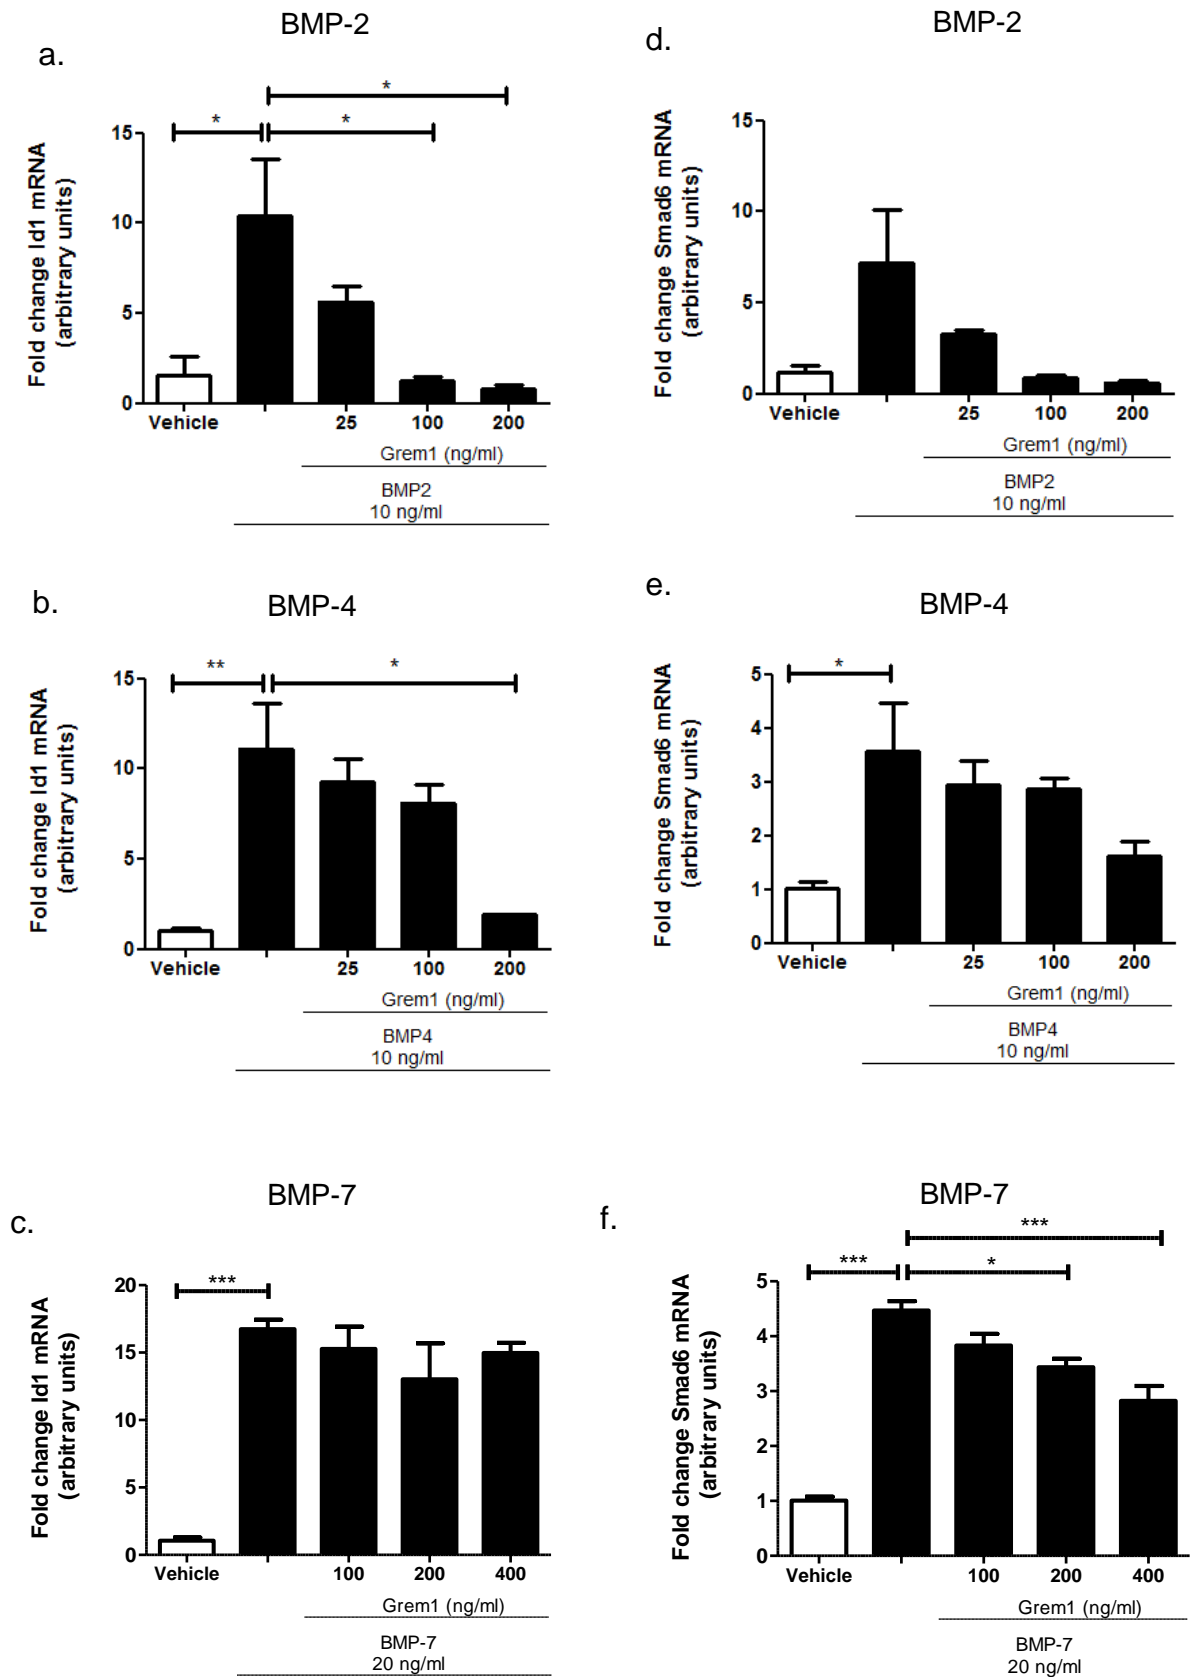 BMP-2
a.
*
*
*
Fold change Id1 mRNA
(arbitrary units)
15
10
5
0
Vehicle
25
100
200
Grem1 (ng/ml)
BMP2
10 ng/ml
BMP-2
d.
Fold change Smad6 mRNA
(arbitrary units)
15
10
5
0
Vehicle
25
100
200
Grem1 (ng/ml)
BMP2
10 ng/ml
b.
BMP-4
**
*
Fold change Id1 mRNA
(arbitrary units)
15
10
5
0
Vehicle
25
100
200
Grem1 (ng/ml)
BMP4
10 ng/ml
e.
BMP-4
*
Fold change Smad6 mRNA
(arbitrary units)
5
4
3
2
1
0
Vehicle
25
100
200
Grem1 (ng/ml)
BMP4
10 ng/ml
BMP-7
c.
***
Fold change Id1 mRNA
(arbitrary units)
20
15
10
5
0
Vehicle
100
200
400
Grem1 (ng/ml)
BMP-7
20 ng/ml
BMP-7
f.
***
***
*
Fold change Smad6 mRNA
(arbitrary units)
5
4
3
2
1
0
Vehicle
100
200
400
Grem1 (ng/ml)
BMP-7
20 ng/ml